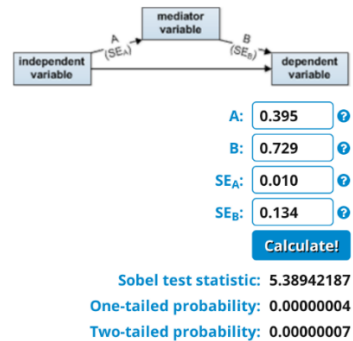 mediator
variable
A
(SEA)
B
(SEB)
independent
variable
dependent
variable
A: 0.395 ?
B: 0.729 ?
SEA: 0.010 ?
SEB: 0.134 ?
Calculate!
Sobel test statistic: 5.38942187
One-tailed probability: 0.00000004
Two-tailed probability: 0.00000007